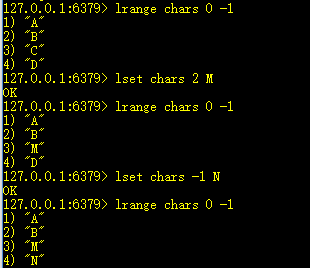 127.0.0.1:6379> lrange chars 0 -1
1) "A"
2) "B"
3) "C"
4) "D"
127.0.0.1:6379> lset chars 2 M
OK
127.0.0.1:6379> lrange chars 0 -1
1) "A"
2) "B"
3) "M"
4) "D"
127.0.0.1:6379> lset chars -1 N
OK
127.0.0.1:6379> lrange chars 0 -1
1) "A"
2) "B"
3) "M"
4) "N"